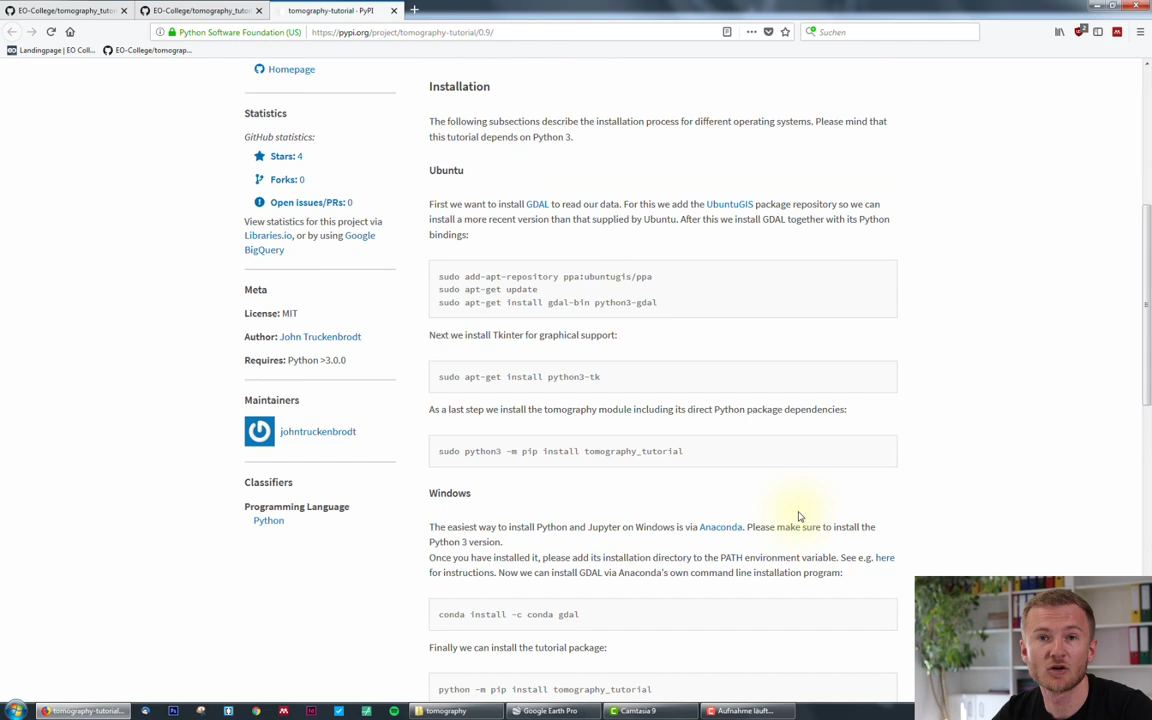 EO-College/tomography_tutor
EO-College/tomography_tutor
tomography-tutorial · PyPI
Python Software Foundation (US)
https://pypi.org/project/tomography-tutorial/0.9/
Suchen
2
Landingpage | EO Coll...
EO-College/tomograp...
Homepage
Statistics
GitHub statistics:
Stars: 4
Forks: 0
Open issues/PRs: 0
View statistics for this project via
Libraries.io, or by using Google
BigQuery
Meta
License: MIT
Author: John Truckenbrodt
Requires: Python >3.0.0
Maintainers
johntruckenbrodt
Classifiers
Programming Language
Python
Installation
The following subsections describe the installation process for different operating systems. Please mind that
this tutorial depends on Python 3.
Ubuntu
First we want to install GDAL to read our data. For this we add the UbuntuGIS package repository so we can
install a more recent version than that supplied by Ubuntu. After this we install GDAL together with its Python
bindings:
sudo add-apt-repository ppa:ubuntugis/ppa
sudo apt-get update
sudo apt-get install gdal-bin python3-gdal
Next we install Tkinter for graphical support:
sudo apt-get install python3-tk
As a last step we install the tomography module including its direct Python package dependencies:
sudo python3 -m pip install tomography_tutorial
Windows
The easiest way to install Python and Jupyter on Windows is via Anaconda. Please make sure to install the
Python 3 version.
Once you have installed it, please add its installation directory to the PATH environment variable. See e.g. here
for instructions. Now we can install GDAL via Anaconda's own command line installation program:
conda install -c conda gdal
Finally we can install the tutorial package:
python -m pip install tomography_tutorial
tomography-tutorial...
tomography
Google Earth Pro
Camtasia 9
Aufnahme läuft...